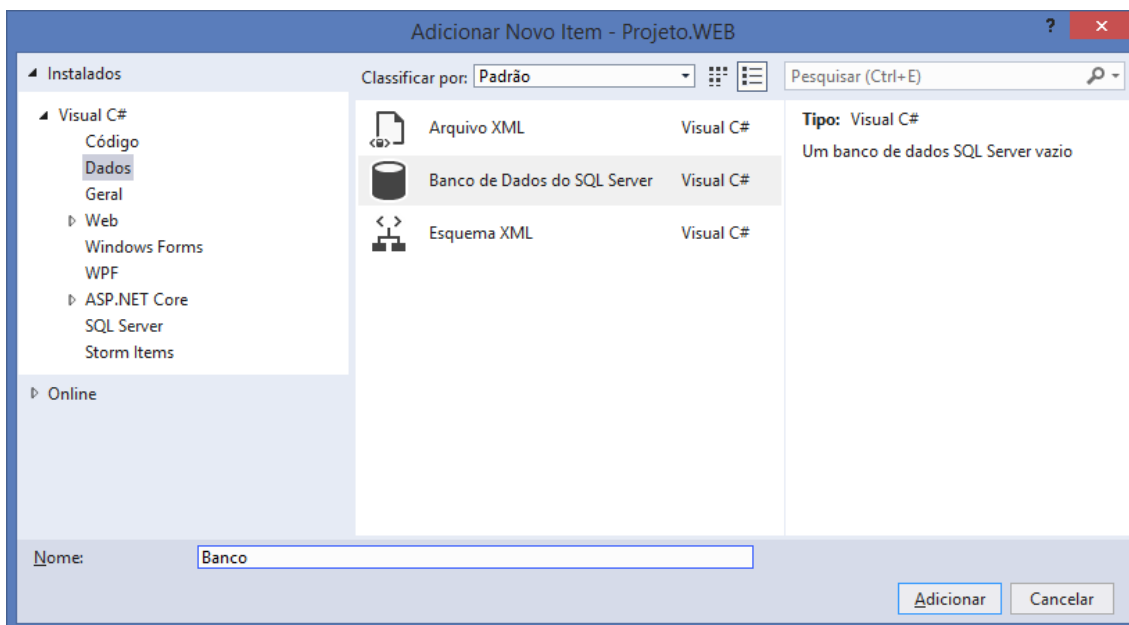 Adicionar Novo Item - Projeto.WEB
?
×
Instalados
Classificar por: Padrão
Pesquisar (Ctrl+E)
Visual C#
Código
Dados
Geral
Web
Windows Forms
WPF
ASP.NET Core
SQL Server
Storm Items
Online
Arquivo XML Visual C#
Banco de Dados do SQL Server Visual C#
Esquema XML Visual C#
Tipo: Visual C#
Um banco de dados SQL Server vazio
Nome: Banco
Adicionar Cancelar